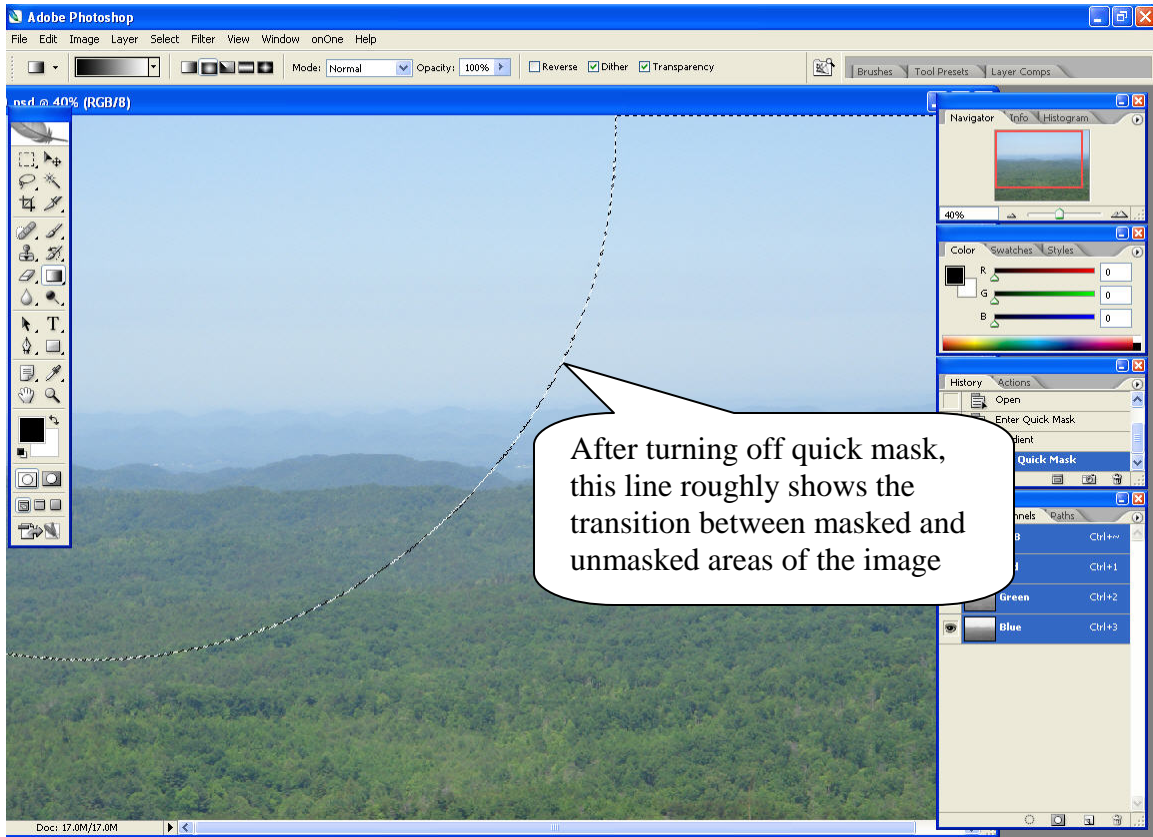 Adobe Photoshop
File Edit Image Layer Select Filter View Window onOne Help
Mode: Normal Opacity: 100% Reverse Dither Transparency
Brushes Tool Presets Layer Comps
.psd @ 40% (RGB/8)
Navigator Info Histogram
40%
Color Swatches Styles
R 0
G 0
B 0
History Actions
Open
Enter Quick Mask
Quick Mask
Paths
Ctrl+~
Ctrl+1
Green Ctrl+2
Blue Ctrl+3
After turning off quick mask,
this line roughly shows the
transition between masked and
unmasked areas of the image
Doc: 17.0M/17.0M